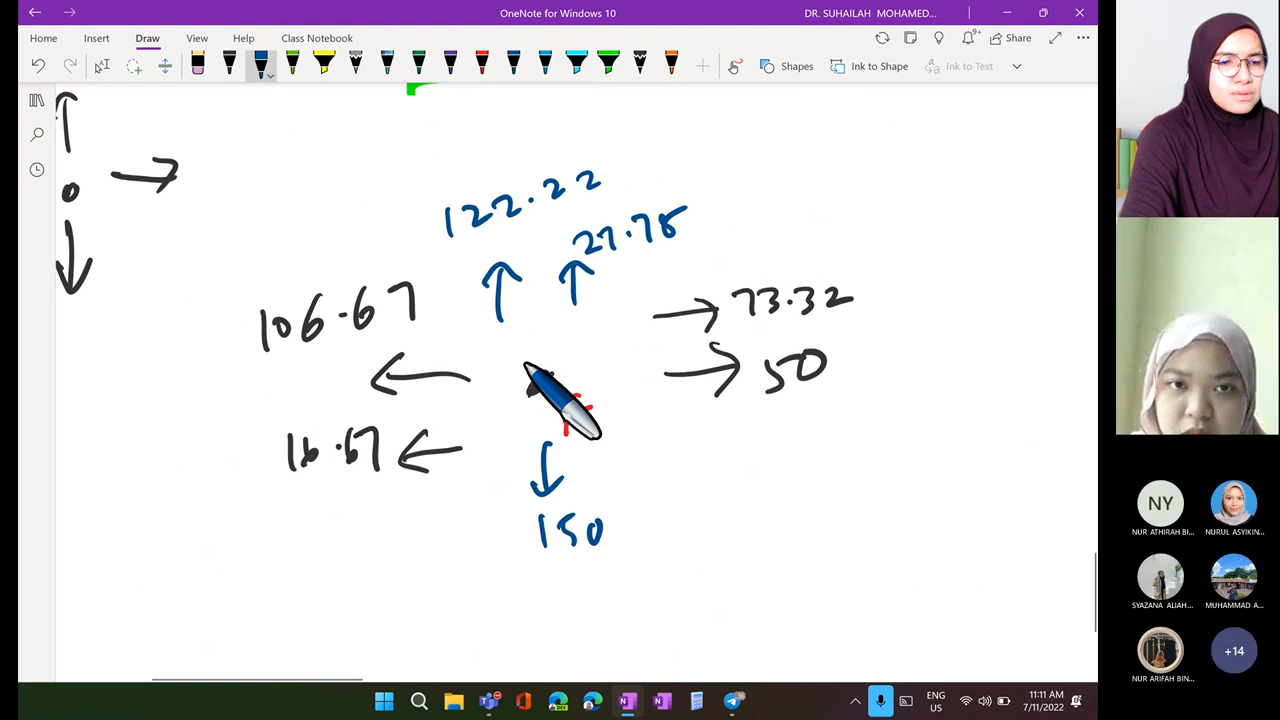 OneNote for Windows 10
DR. SUHAILAH MOHAMED...
Home Insert Draw View Help Class Notebook
9+ Share
Shapes Ink to Shape Ink to Text
122.22
27.78
106.67
73.32
50
16.67
150
NY
NUR ATHIRAH BI... NURUL ASYIKIN...
SYAZANA ALIAH... MUHAMMAD A...
+14
NUR ARIFAH BIN...
ENG
US
11:11 AM
7/11/2022